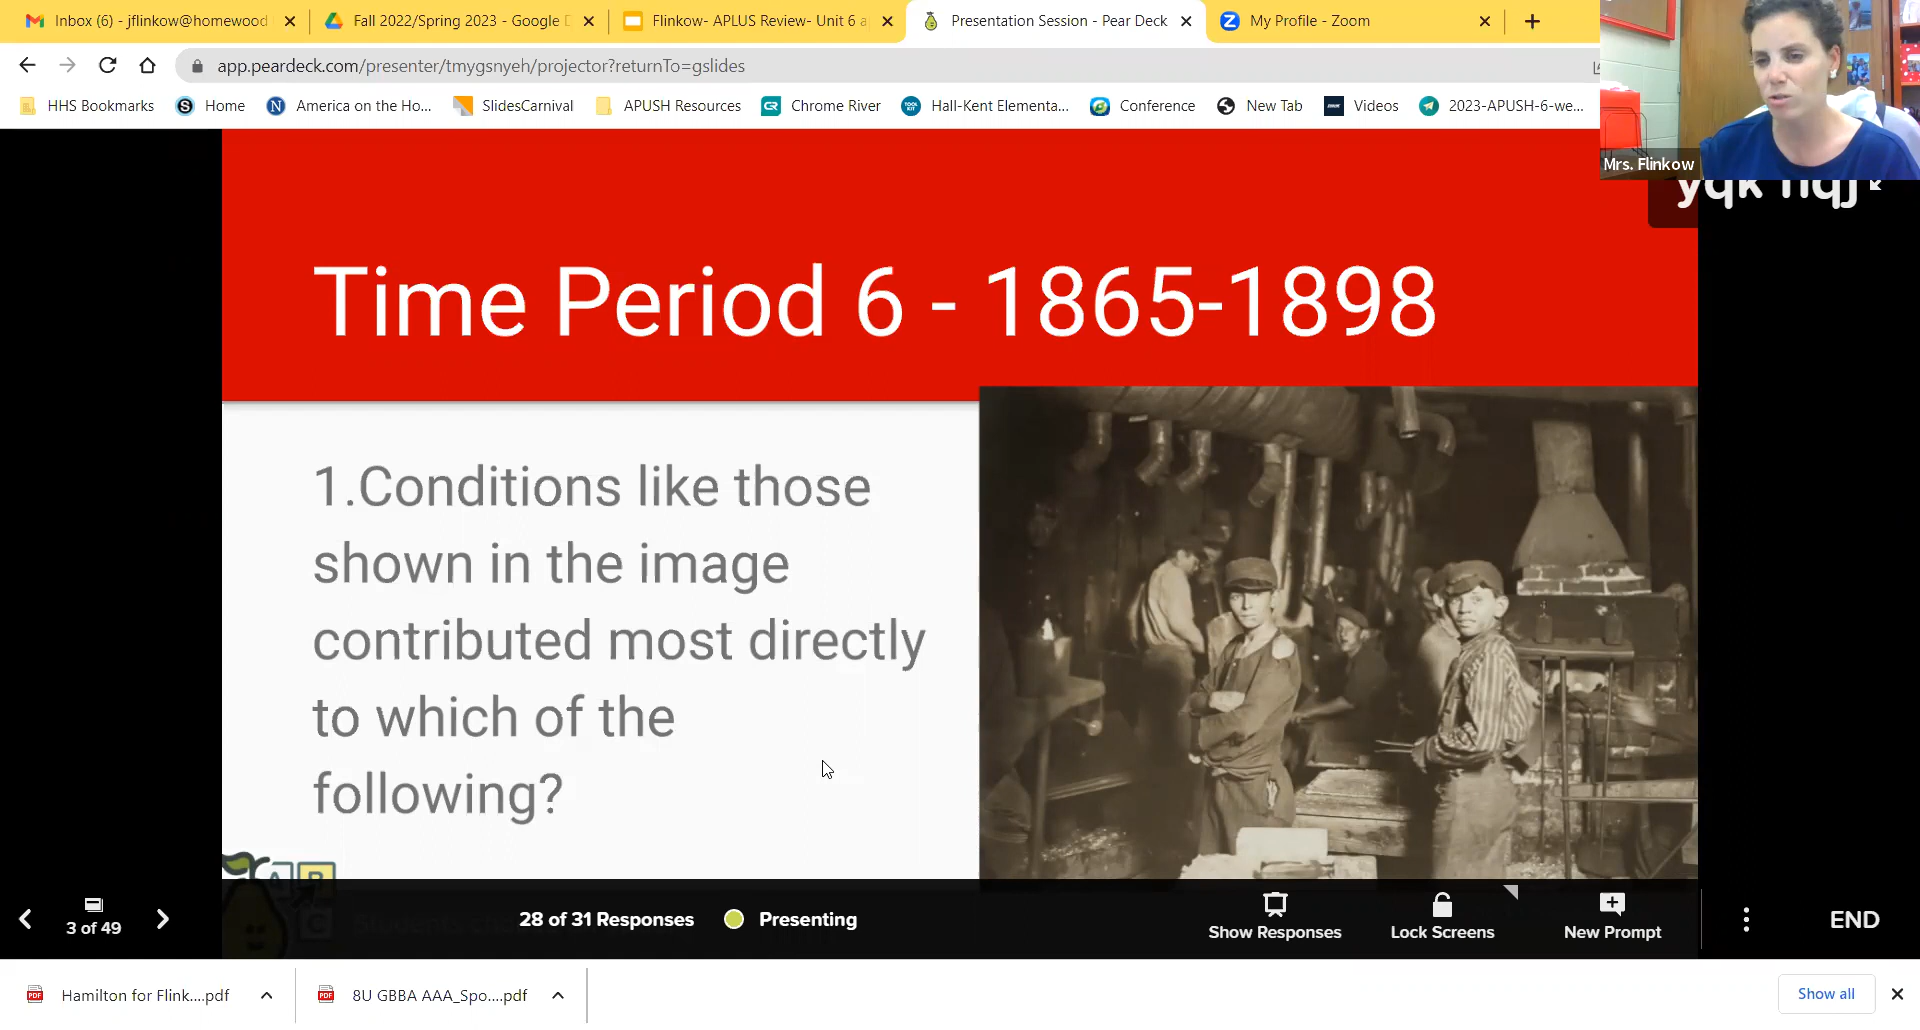 Inbox (6) - jflinkow@homewood
Fall 2022/Spring 2023 - Google D
Flinkow- APLUS Review- Unit 6 a
Presentation Session - Pear Deck
My Profile - Zoom
app.peardeck.com/presenter/tmygsnyeh/projector?returnTo=gslides
HHS Bookmarks
Home
America on the Ho...
SlidesCarnival
APUSH Resources
Chrome River
Hall-Kent Elementa...
Conference
New Tab
Videos
2023-APUSH-6-we...
Mrs. Flinkow
Time Period 6 - 1865-1898
1.Conditions like those
shown in the image
contributed most directly
to which of the
following?
3 of 49
28 of 31 Responses
Presenting
Show Responses
Lock Screens
New Prompt
END
Hamilton for Flink....pdf
8U GBBA AAA_Spo....pdf
Show all